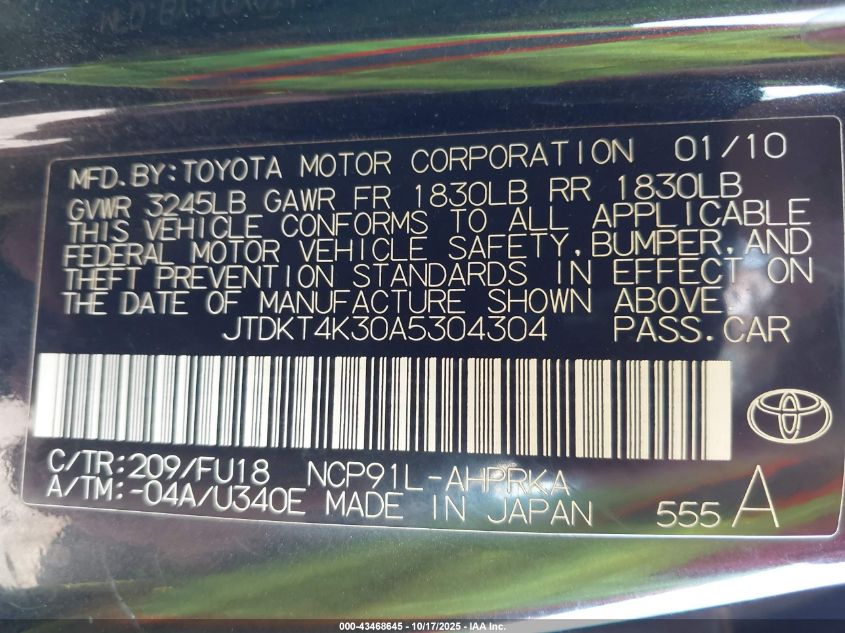 MFD.BY:TOYOTA MOTOR CORPORATION 01/10
GVWR 3245LB GAWR FR 1830LB RR 1830LB
THIS VEHICLE CONFORMS TO ALL APPLICABLE
FEDERAL MOTOR VEHICLE SAFETY,BUMPER,AND
THEFT PREVENTION STANDARDS IN EFFECT ON
THE DATE OF MANUFACTURE SHOWN ABOVE.
JTDKT4K30A5304304 PASS.CAR
C/TR:209/FU18 NCP91L-AHPRKA
A/TM:-04A/U340E MADE IN JAPAN 555 A
000-43468645 - 10/17/2025 - IAA Inc.